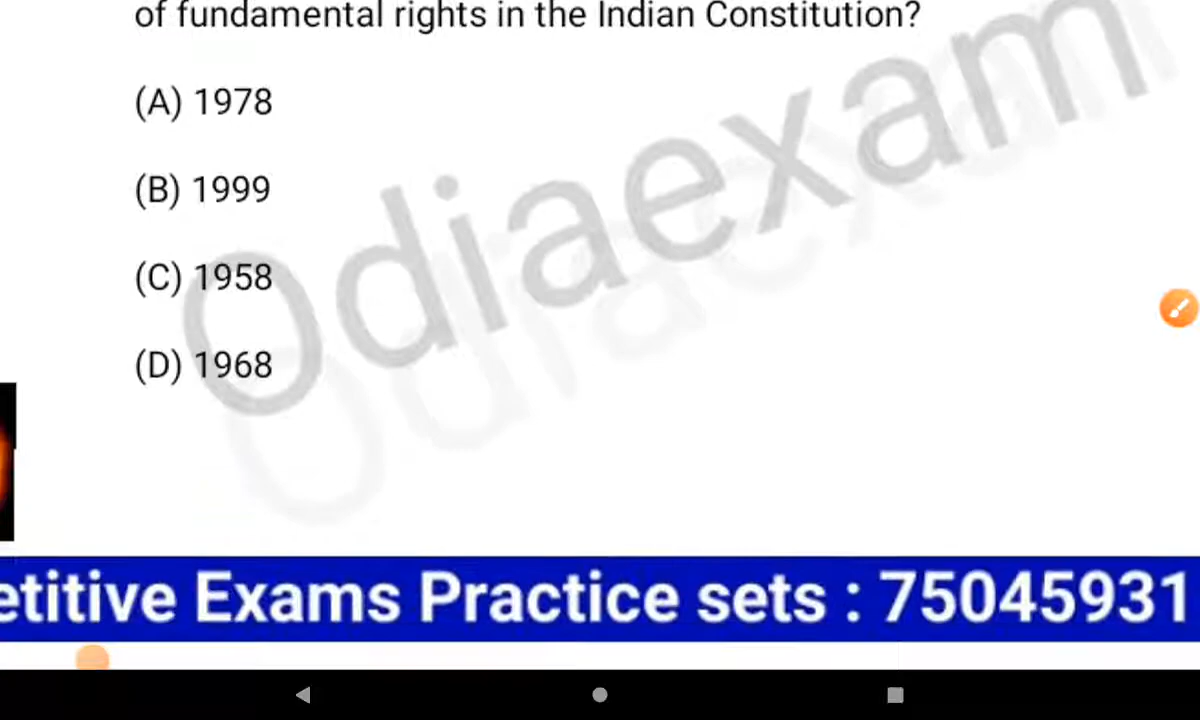 of fundamental rights in the Indian Constitution?
(A) 1978
(B) 1999
(C) 1958
(D) 1968
Odiaexam
etitive Exams Practice sets : 75045931